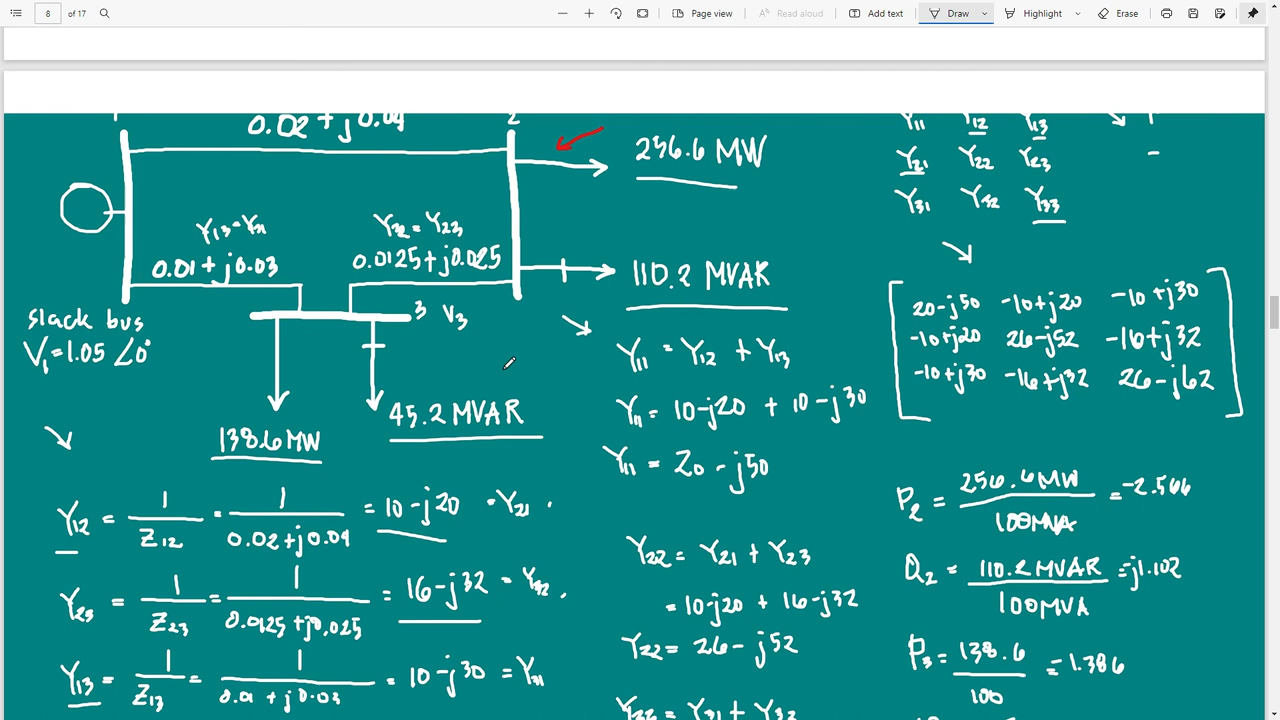 8 of 17 Page view Read aloud Add text Draw Highlight Erase
1 0.02 + j0.04 2
256.6 MW
Y13 = Y31 Y32 = Y23
0.01 + j0.03 0.0125 + j0.025
110.2 MVAR
slack bus 3 V3
V1 = 1.05 ∠0°
45.2 MVAR
138.6 MW
Y12 = 1 / Z12 = 1 / 0.02 + j0.04 = 10 - j20 = Y21
Y23 = 1 / Z23 = 1 / 0.0125 + j0.025 = 16 - j32 = Y32
Y13 = 1 / Z13 = 1 / 0.01 + j0.03 = 10 - j30 = Y31
Y11 = Y12 + Y13
Y11 = 10 - j20 + 10 - j30
Y11 = 20 - j50
Y22 = Y21 + Y23
= 10 - j20 + 16 - j32
Y22 = 26 - j52
= Y31 + Y32
Y11 Y12 Y13
Y21 Y22 Y23
Y31 Y32 Y33
20 - j50 -10 + j20 -10 + j30
-10 + j20 26 - j52 -16 + j32
-10 + j30 -16 + j32 26 - j62
P2 = 256.6 MW / 100 MVA = -2.566
Q2 = 110.2 MVAR / 100 MVA = -j1.102
P3 = 138.6 / 100 = -1.386